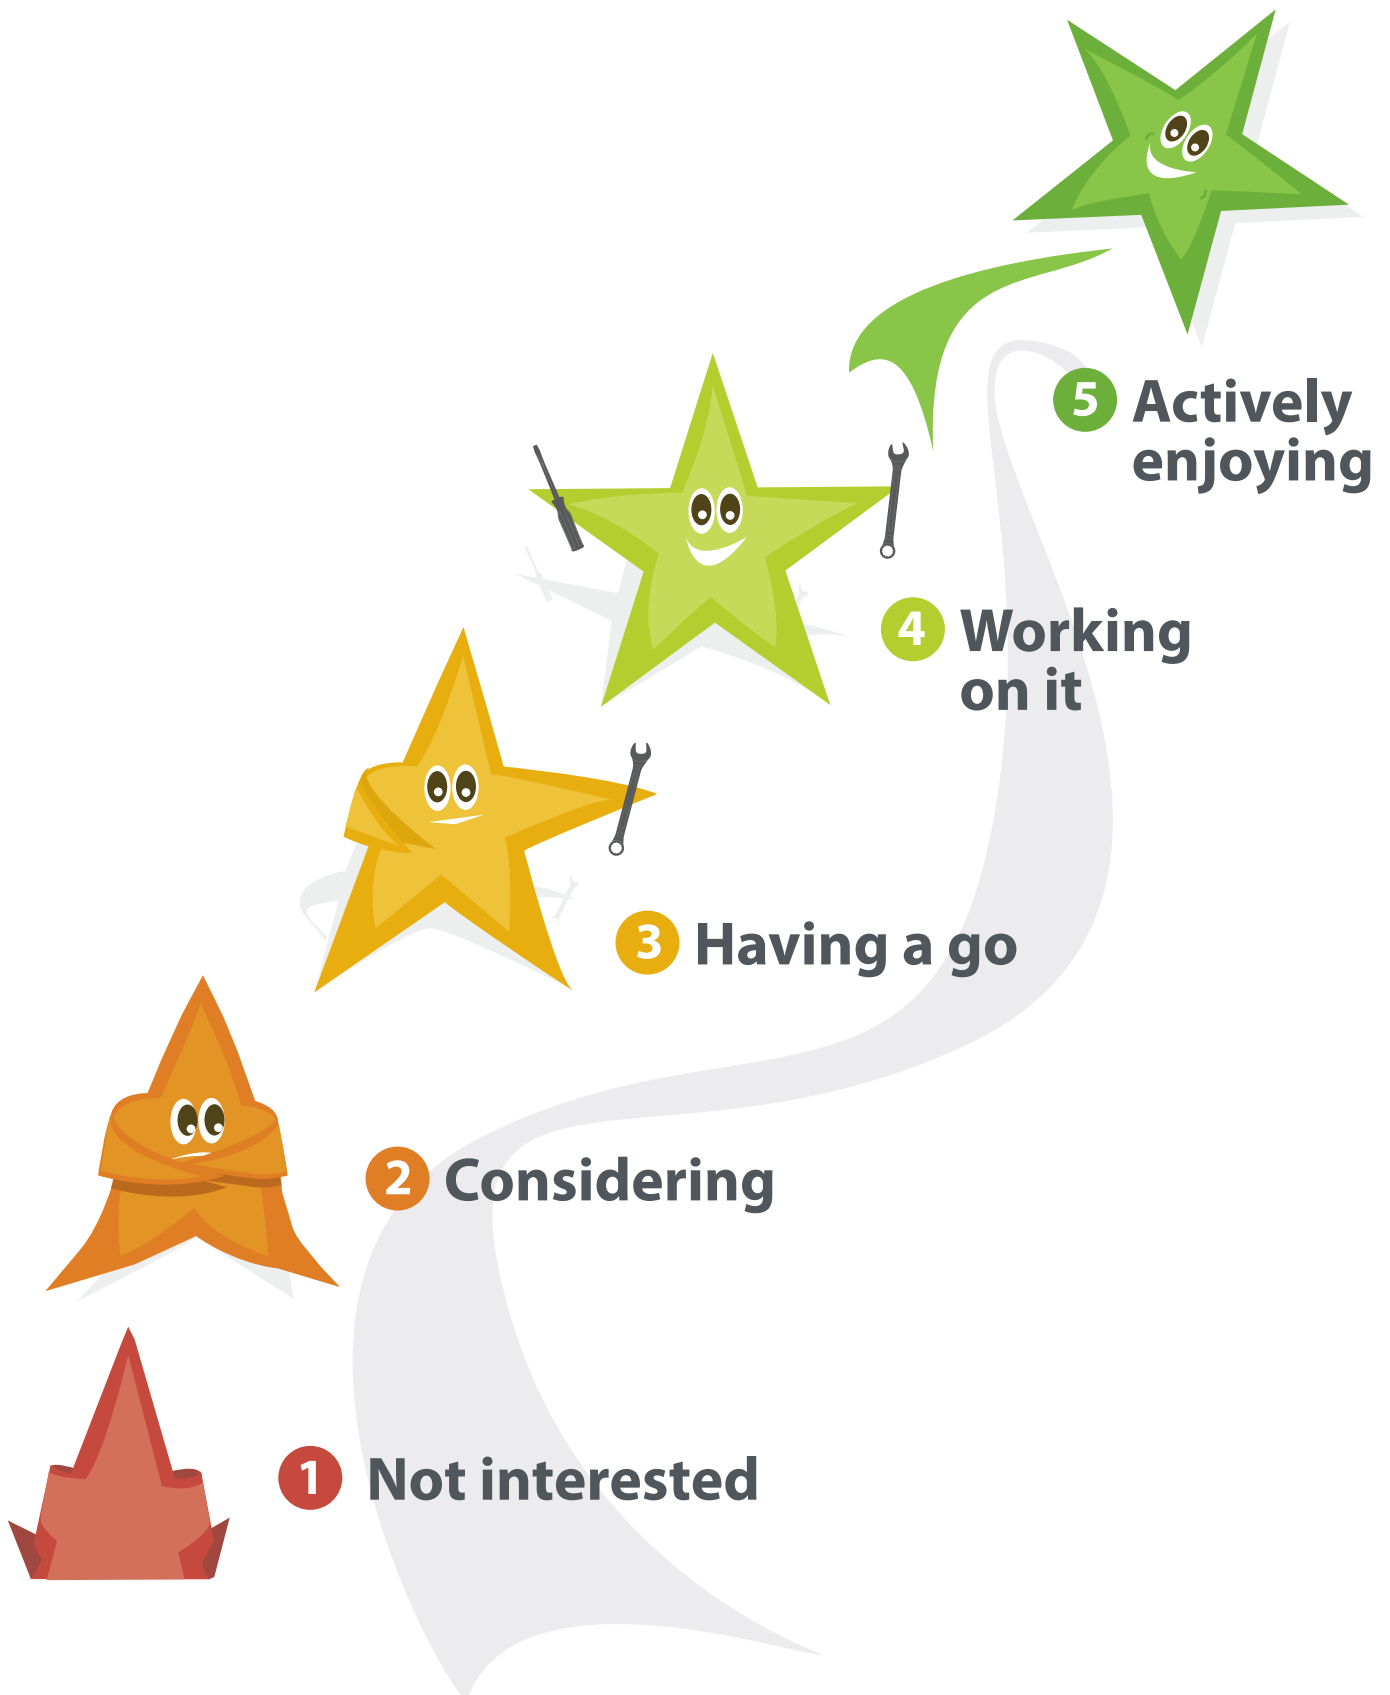 5 Actively
enjoying
4 Working
on it
3 Having a go
2 Considering
1 Not interested